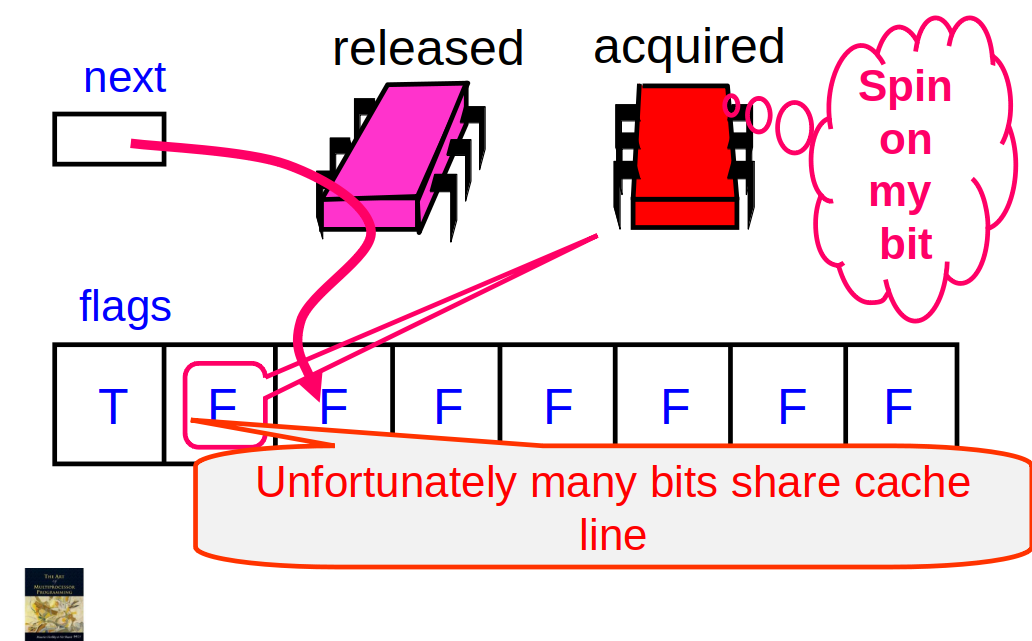 next
released
acquired
Spin
on
my
bit
flags
T F F F F F F F
Unfortunately many bits share cache
line
THE ART
of
MULTIPROCESSOR
PROGRAMMING